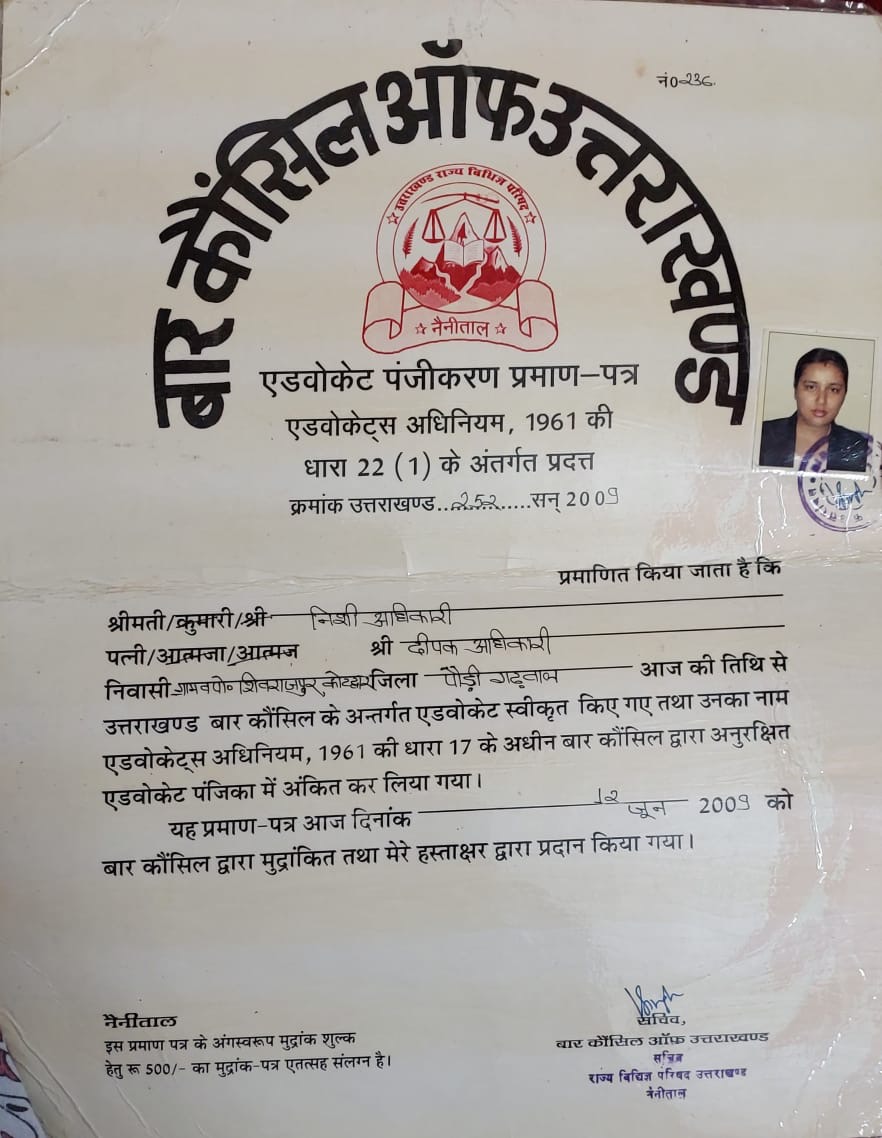 नं0 236
बार कौंसिल ऑफ उत्तराखण्ड
उत्तराखण्ड राज्य बिधिज्ञ परिषद
☆ नैनीताल ☆
एडवोकेट पंजीकरण प्रमाण–पत्र
एडवोकेट्स अधिनियम, 1961 की
धारा 22 (1) के अंतर्गत प्रदत्त
क्रमांक उत्तराखण्ड..252.....सन् 2009
प्रमाणित किया जाता है कि
श्रीमती/कुमारी/श्री निशी अधिकारी
पत्नी/आत्मजा/आत्मज श्री दीपक अधिकारी
निवासी ग्राम व पो० शिवराजपुर, कोटद्वार जिला पौड़ी गढ़वाल आज की तिथि से
उत्तराखण्ड बार कौंसिल के अन्तर्गत एडवोकेट स्वीकृत किए गए तथा उनका नाम
एडवोकेट्स अधिनियम, 1961 की धारा 17 के अधीन बार कौंसिल द्वारा अनुरक्षित
एडवोकेट पंजिका में अंकित कर लिया गया।
यह प्रमाण-पत्र आज दिनांक 12 जून 2009 को
बार कौंसिल द्वारा मुद्रांकित तथा मेरे हस्ताक्षर द्वारा प्रदान किया गया।
नैनीताल
इस प्रमाण पत्र के अंगस्वरूप मुद्रांक शुल्क
हेतु रू 500/- का मुद्रांक-पत्र एतत्सह संलग्न है।
सचिव,
बार कौंसिल ऑफ़ उत्तराखण्ड
सचिव
राज्य बिधिज्ञ परिषद उत्तराखण्ड
नैनीताल